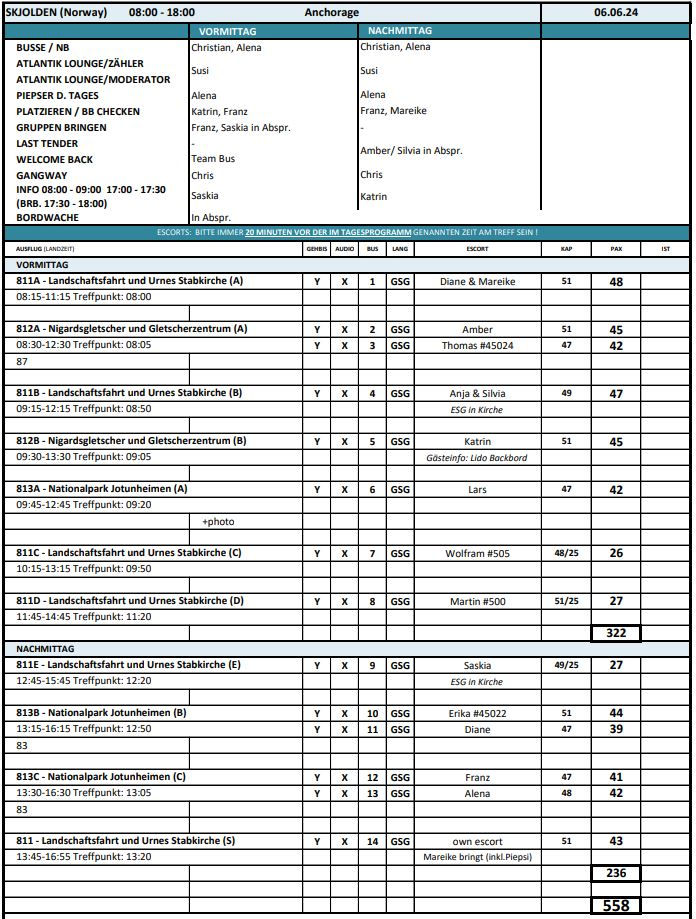 SKJOLDEN (Norway) 08:00 - 18:00 Anchorage 06.06.24
VORMITTAG NACHMITTAG
BUSSE / NB Christian, Alena Christian, Alena
ATLANTIK LOUNGE/ZÄHLER
Susi Susi
ATLANTIK LOUNGE/MODERATOR
PIEPSER D. TAGES Alena Alena
PLATZIEREN / BB CHECKEN Katrin, Franz Franz, Mareike
GRUPPEN BRINGEN Franz, Saskia in Abspr. -
LAST TENDER - Amber/ Silvia in Abspr.
WELCOME BACK Team Bus
GANGWAY Chris Chris
INFO 08:00 - 09:00 17:00 - 17:30 Saskia Katrin
(BRB. 17:30 - 18:00)
BORDWACHE In Abspr.
ESCORTS: BITTE IMMER 20 MINUTEN VOR DER IM TAGESPROGRAMM GENANNTEN ZEIT AM TREFF SEIN !
AUSFLUG (LANDZEIT) GEHBIS AUDIO BUS LANG ESCORT KAP PAX IST
VORMITTAG
811A - Landschaftsfahrt und Urnes Stabkirche (A) Y X 1 GSG Diane & Mareike 51 48
08:15-11:15 Treffpunkt: 08:00
812A - Nigardsgletscher und Gletscherzentrum (A) Y X 2 GSG Amber 51 45
08:30-12:30 Treffpunkt: 08:05 Y X 3 GSG Thomas #45024 47 42
87
811B - Landschaftsfahrt und Urnes Stabkirche (B) Y X 4 GSG Anja & Silvia 49 47
09:15-12:15 Treffpunkt: 08:50 ESG in Kirche
812B - Nigardsgletscher und Gletscherzentrum (B) Y X 5 GSG Katrin 51 45
09:30-13:30 Treffpunkt: 09:05 Gästeinfo: Lido Backbord
813A - Nationalpark Jotunheimen (A) Y X 6 GSG Lars 47 42
09:45-12:45 Treffpunkt: 09:20
+photo
811C - Landschaftsfahrt und Urnes Stabkirche (C) Y X 7 GSG Wolfram #505 48/25 26
10:15-13:15 Treffpunkt: 09:50
811D - Landschaftsfahrt und Urnes Stabkirche (D) Y X 8 GSG Martin #500 51/25 27
11:45-14:45 Treffpunkt: 11:20
322
NACHMITTAG
811E - Landschaftsfahrt und Urnes Stabkirche (E) Y X 9 GSG Saskia 49/25 27
12:45-15:45 Treffpunkt: 12:20 ESG in Kirche
813B - Nationalpark Jotunheimen (B) Y X 10 GSG Erika #45022 51 44
13:15-16:15 Treffpunkt: 12:50 Y X 11 GSG Diane 47 39
83
813C - Nationalpark Jotunheimen (C) Y X 12 GSG Franz 47 41
13:30-16:30 Treffpunkt: 13:05 Y X 13 GSG Alena 48 42
83
811 - Landschaftsfahrt und Urnes Stabkirche (S) Y X 14 GSG own escort 51 43
13:45-16:55 Treffpunkt: 13:20 Mareike bringt (inkl.Piepsi)
236
558